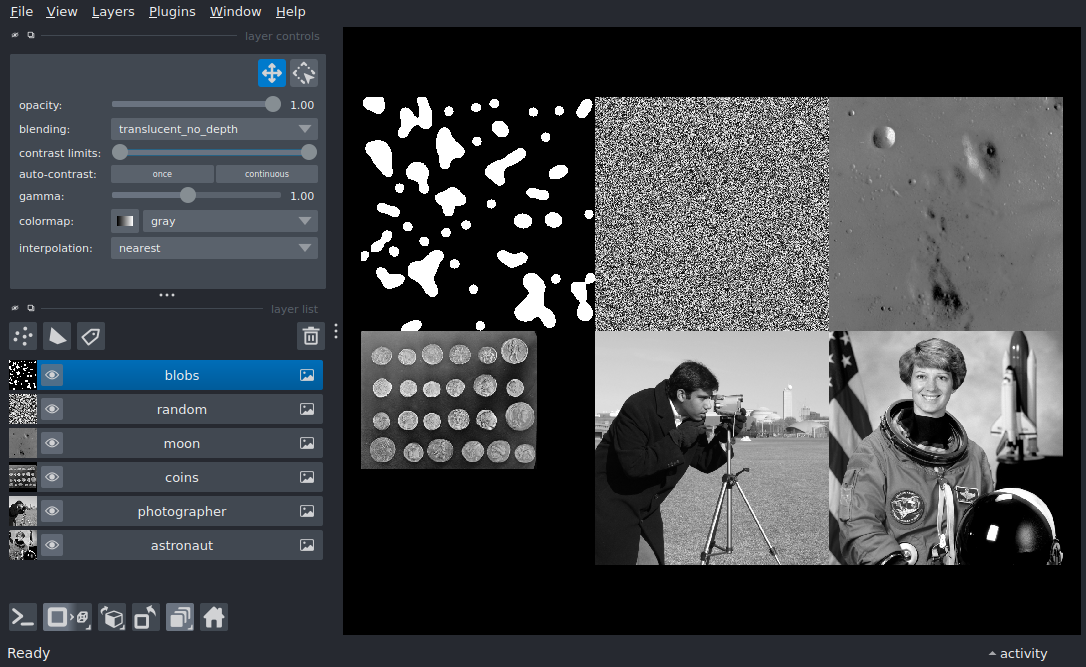 File View Layers Plugins Window Help
layer controls
opacity: 1.00
blending: translucent_no_depth
contrast limits:
auto-contrast: once continuous
gamma: 1.00
colormap: gray
interpolation: nearest
layer list
blobs
random
moon
coins
photographer
astronaut
Ready
activity